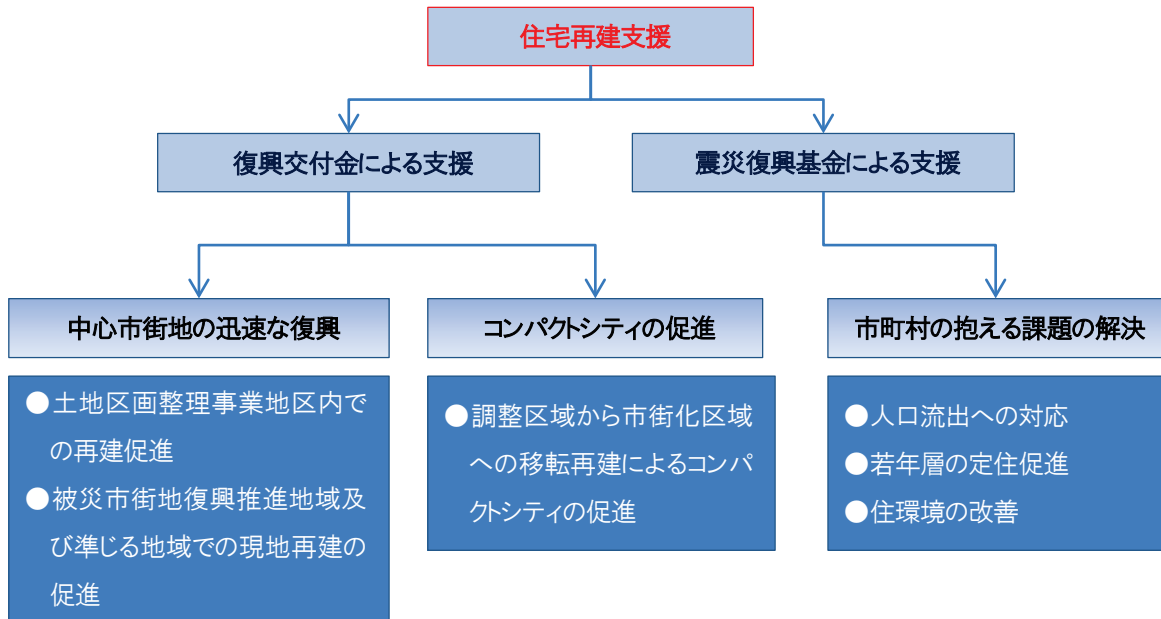 住宅再建支援
復興交付金による支援
震災復興基金による支援
中心市街地の迅速な復興
●土地区画整理事業地区内で
の再建促進
●被災市街地復興推進地域及
び準じる地域での現地再建の
促進
コンパクトシティの促進
●調整区域から市街化区域
への移転再建によるコンパ
クトシティの促進
市町村の抱える課題の解決
●人口流出への対応
●若年層の定住促進
●住環境の改善